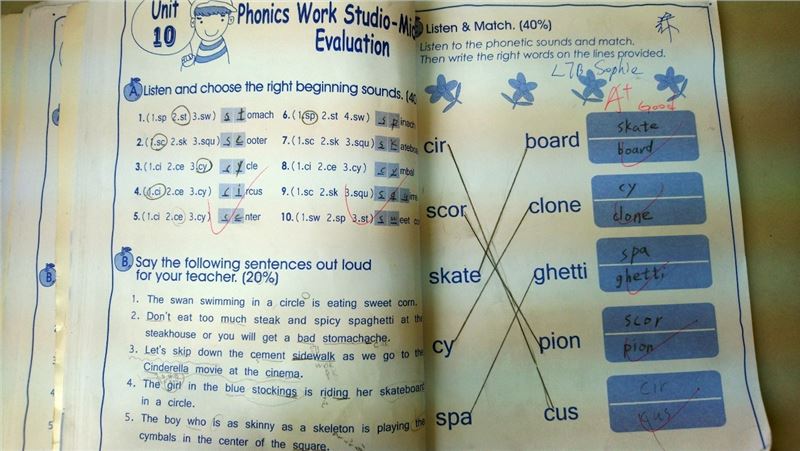 Unit
10
Phonics Work Studio-Mi
Evaluation
A Listen and choose the right beginning sounds. (40
1. (1.sp 2.st 3.sw) s t omach
2. (1.sc 2.sk 3.squ) s c ooter
3. (1.ci 2.ce 3.cy) c y cle
4. (1.ci 2.ce 3.cy) c i rcus
5. (1.ci 2.ce 3.cy) nter
6. (1.sp 2.st 4.sw) s p inach
7. (1.sc 2.sk 3.squ) s k ateboa
8. (1.ci 2.ce 3.cy) c y mbal
9. (1.sc 2.sk 3.squ) s q u
10. (1.sw 2.sp 3.st) s w eet co
B. Say the following sentences out loud
for your teacher. (20%)
1. The swan swimming in a circle is eating sweet corn.
2. Don't eat too much steak and spicy spaghetti at the
steakhouse or you will get a bad stomachache.
3. Let's skip down the cement sidewalk as we go to the
Cinderella movie at the cinema.
4. The girl in the blue stockings is riding her skateboard
in a circle.
5. The boy who is as skinny as a skeleton is playing the
cymbals in the center of the square.
Listen & Match. (40%)
Listen to the phonetic sounds and match.
Then write the right words on the lines provided.
L7B Sophie
A+
Good
cir board
skate
board
scor clone
cy
clone
skate ghetti
spa
ghetti
cy pion
scor
pion
spa cus
cir
cus
B.
5